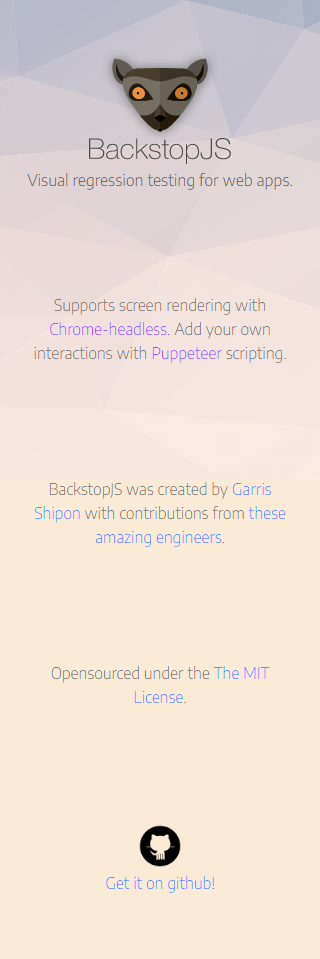 BackstopJS
Visual regression testing for web apps.
Supports screen rendering with
Chrome-headless. Add your own
interactions with Puppeteer scripting.
BackstopJS was created by Garris
Shipon with contributions from these
amazing engineers.
Opensourced under the The MIT
License.
Get it on github!